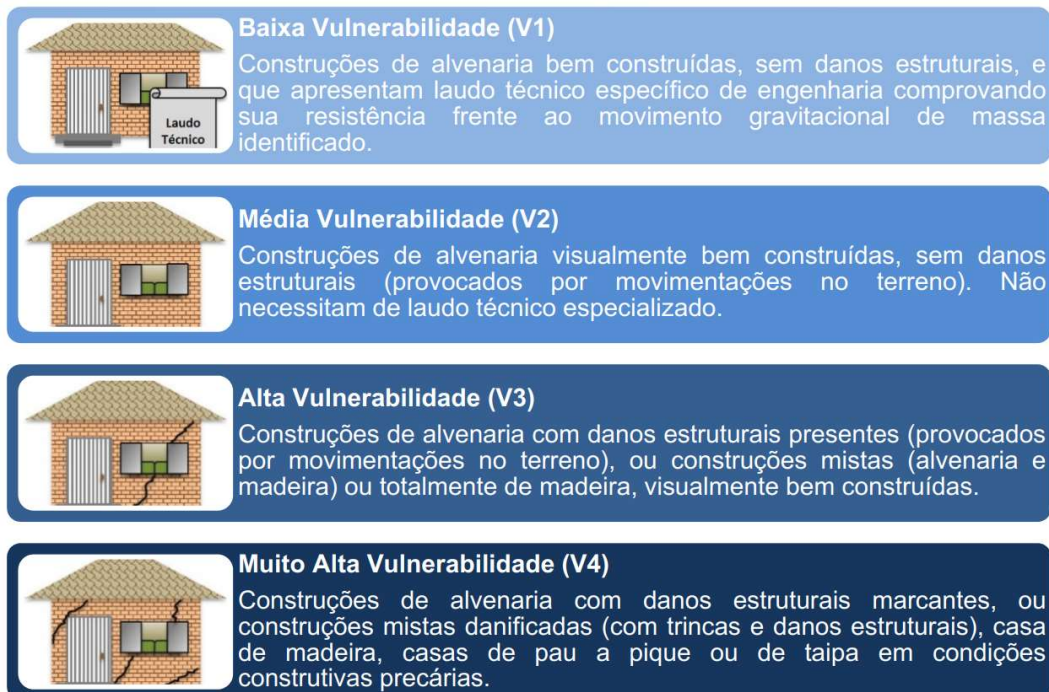 Laudo
Técnico
Baixa Vulnerabilidade (V1)
Construções de alvenaria bem construídas, sem danos estruturais, e
que apresentam laudo técnico específico de engenharia comprovando
sua resistência frente ao movimento gravitacional de massa
identificado.
Média Vulnerabilidade (V2)
Construções de alvenaria visualmente bem construídas, sem danos
estruturais (provocados por movimentações no terreno). Não
necessitam de laudo técnico especializado.
Alta Vulnerabilidade (V3)
Construções de alvenaria com danos estruturais presentes (provocados
por movimentações no terreno), ou construções mistas (alvenaria e
madeira) ou totalmente de madeira, visualmente bem construídas.
Muito Alta Vulnerabilidade (V4)
Construções de alvenaria com danos estruturais marcantes, ou
construções mistas danificadas (com trincas e danos estruturais), casa
de madeira, casas de pau a pique ou de taipa em condições
construtivas precárias.